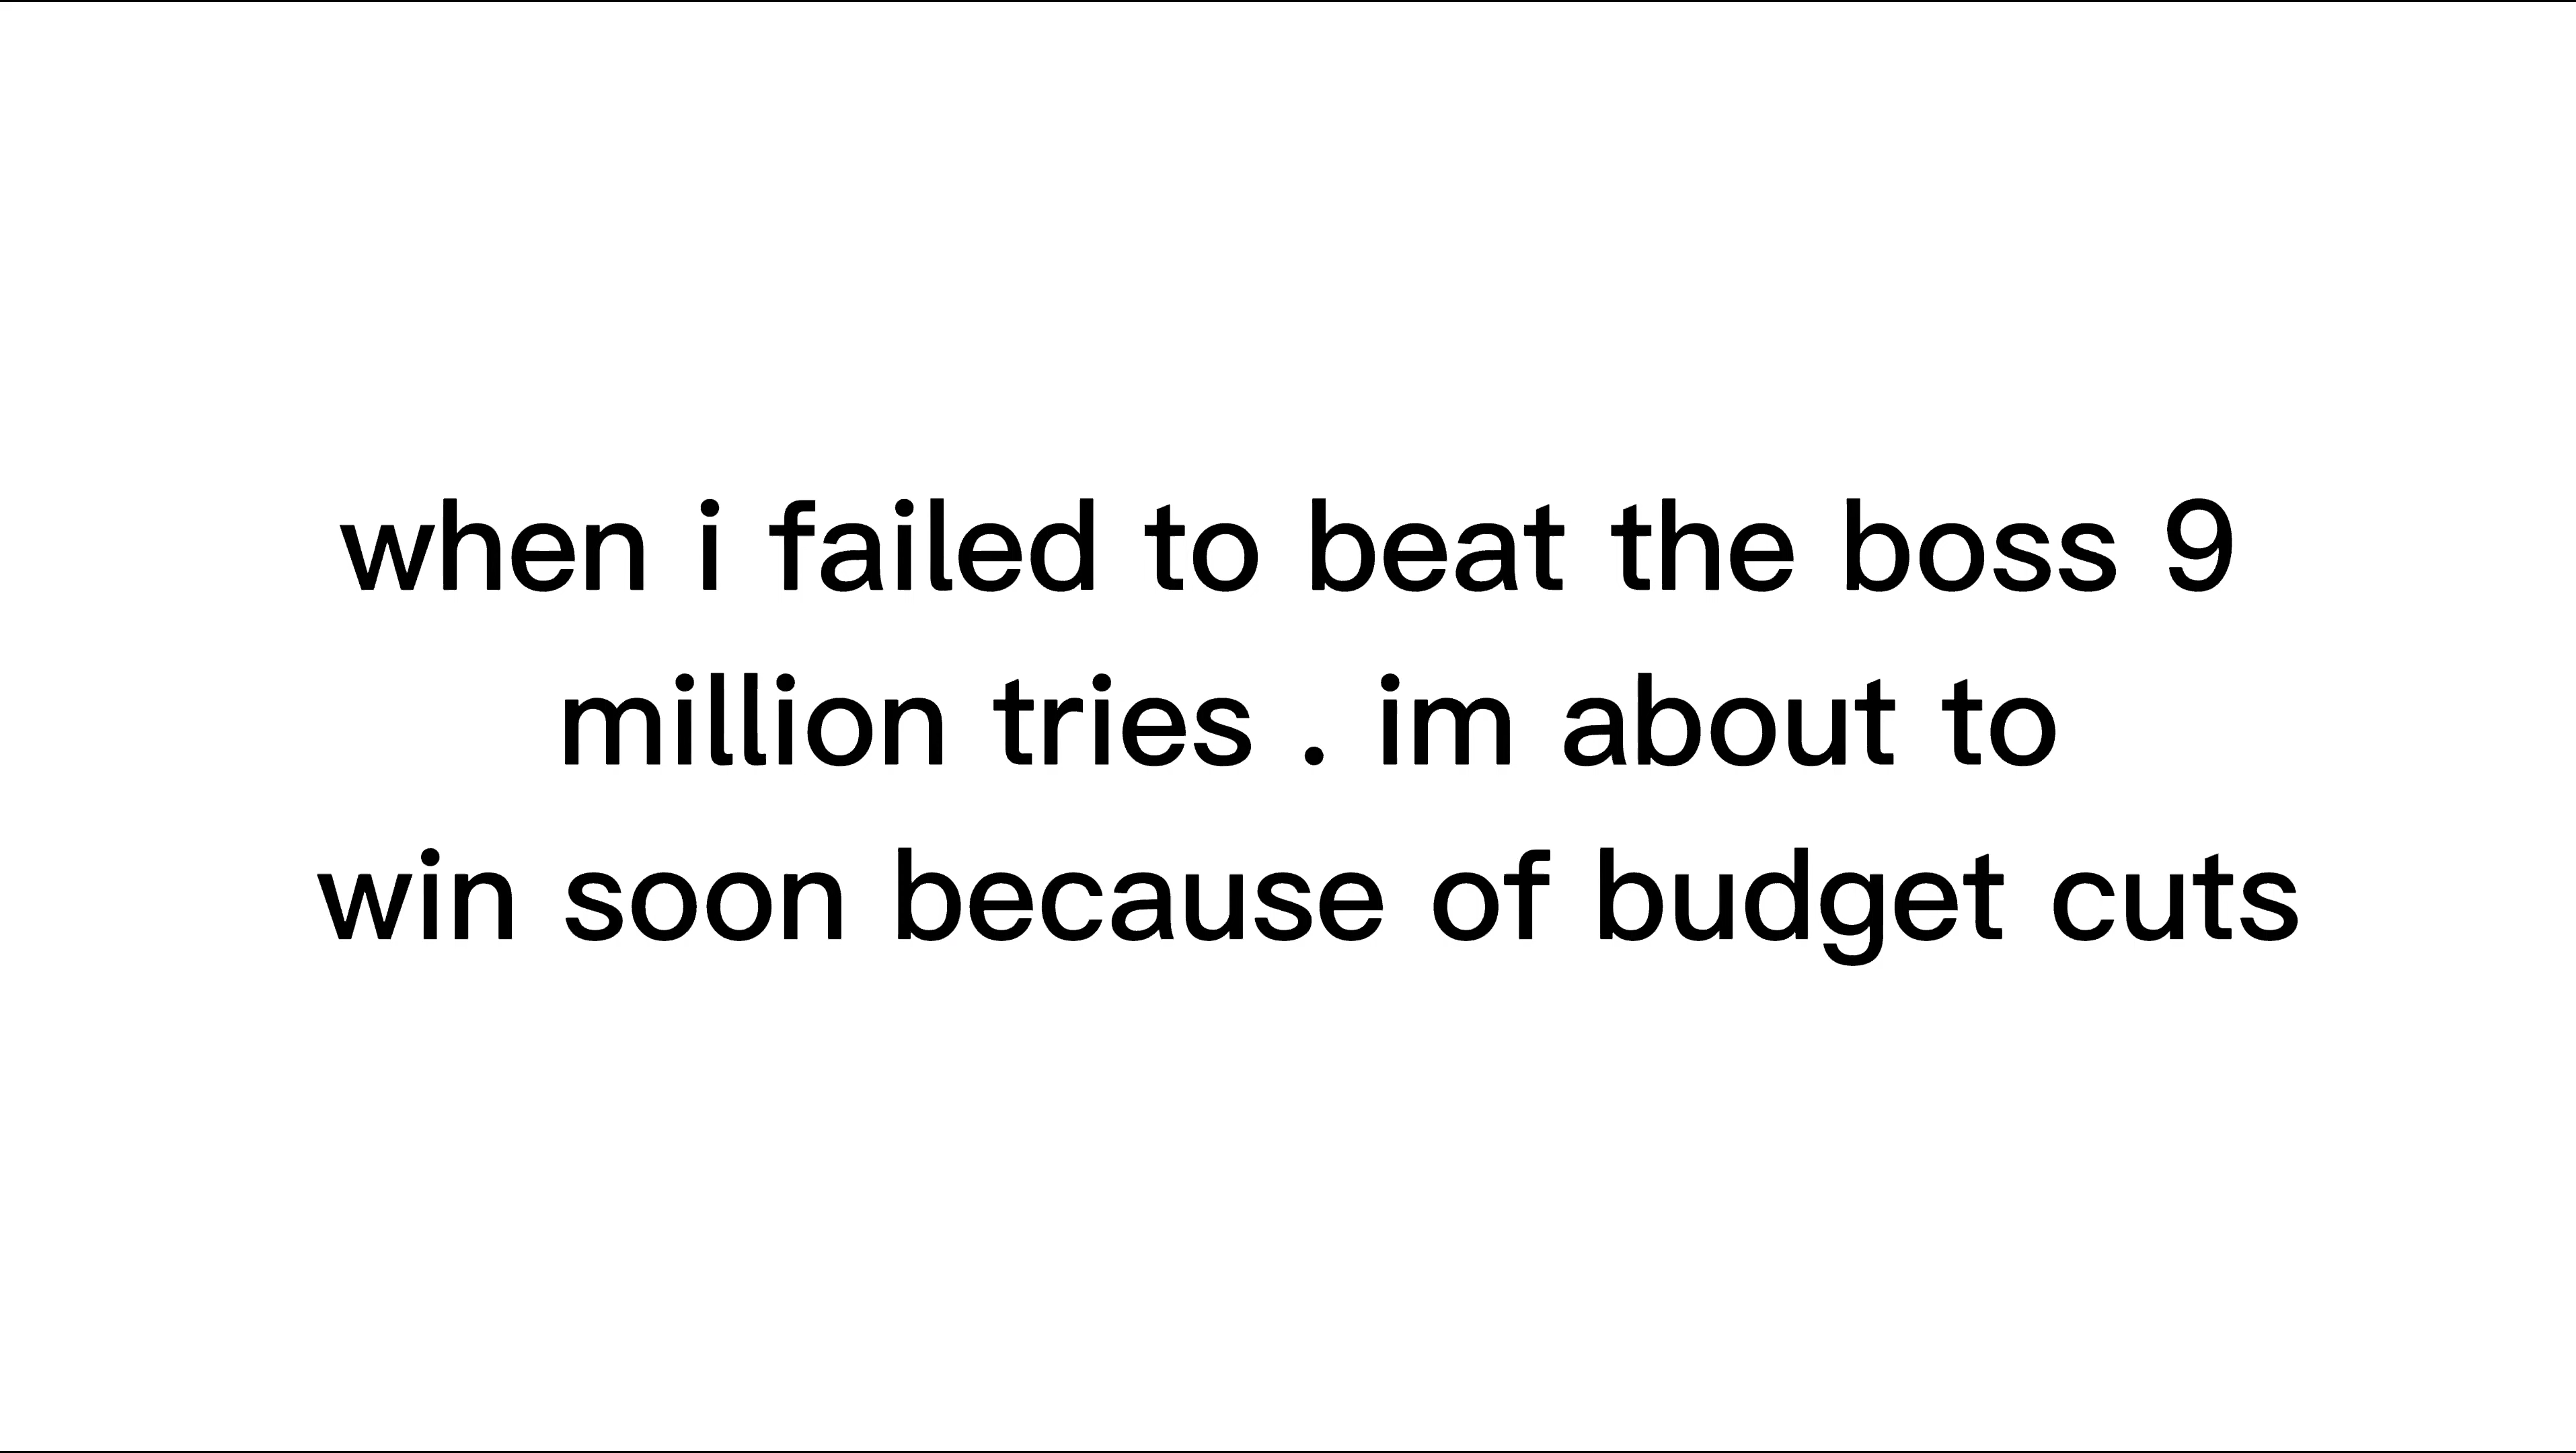 when i failed to beat the boss 9
million tries . im about to
win soon because of budget cuts